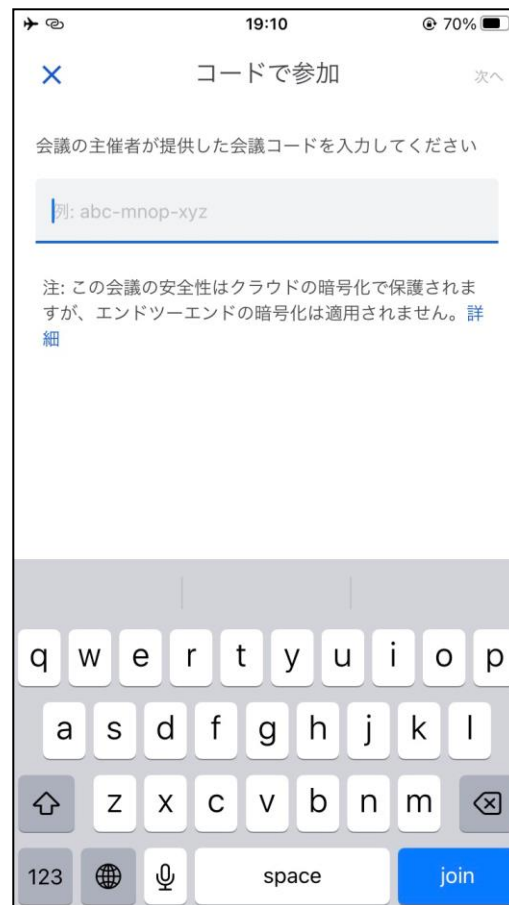 19:10
70%
コードで参加
次へ
会議の主催者が提供した会議コードを入力してください
例: abc-mnop-xyz
注: この会議の安全性はクラウドの暗号化で保護されま
すが、エンドツーエンドの暗号化は適用されません。詳
細
q w e r t y u i o p
a s d f g h j k l
z x c v b n m
123 space join